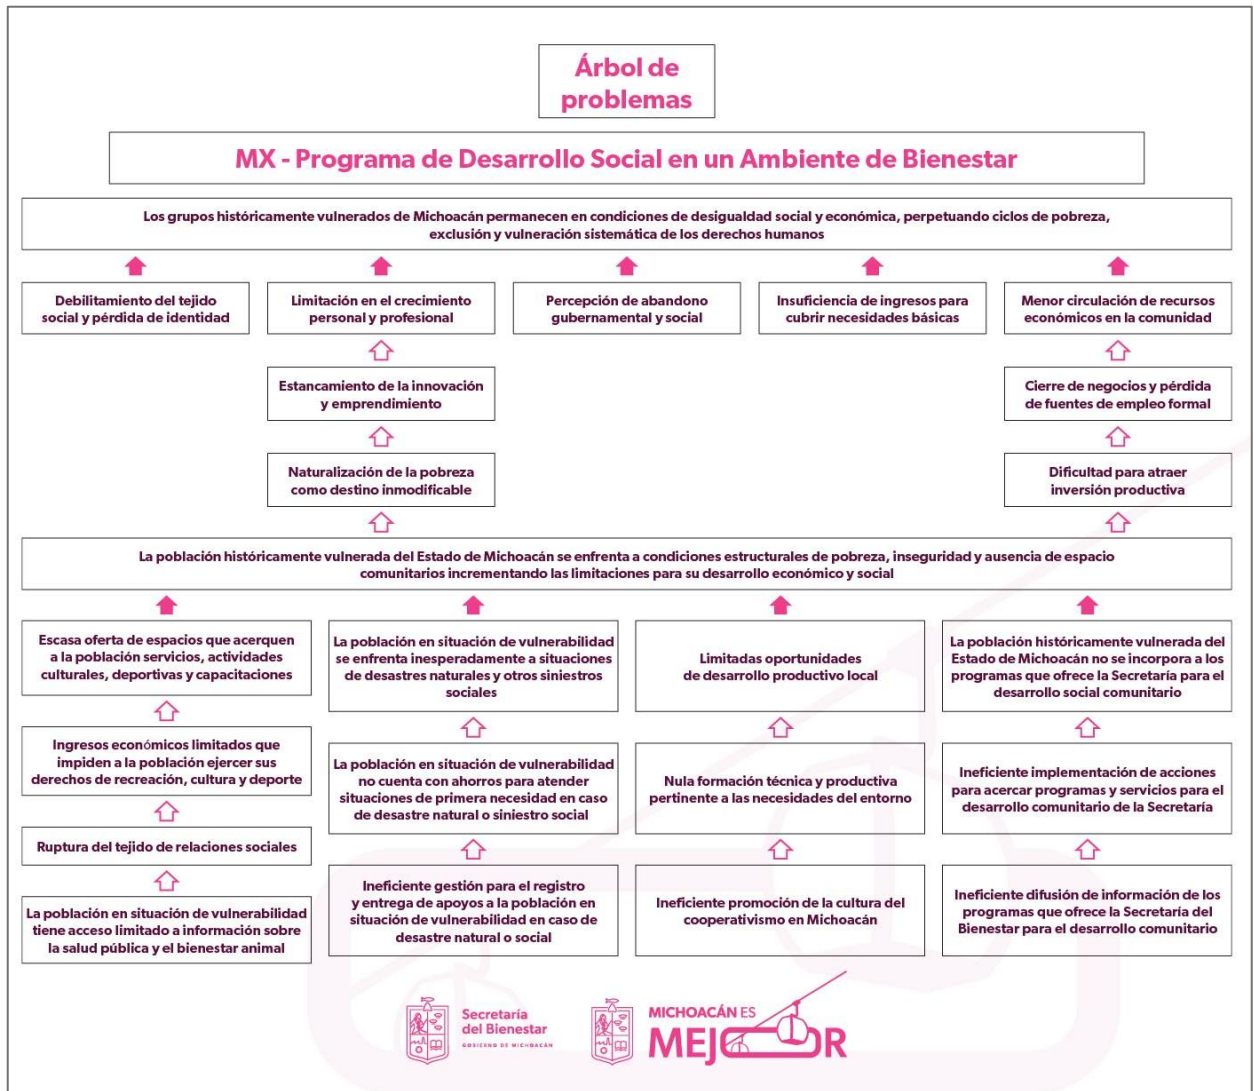 Árbol de
problemas
MX - Programa de Desarrollo Social en un Ambiente de Bienestar
Los grupos históricamente vulnerados de Michoacán permanecen en condiciones de desigualdad social y económica, perpetuando ciclos de pobreza,
exclusión y vulneración sistemática de los derechos humanos
Debilitamiento del tejido
social y pérdida de identidad
Limitación en el crecimiento
personal y profesional
Percepción de abandono
gubernamental y social
Insuficiencia de ingresos para
cubrir necesidades básicas
Menor circulación de recursos
económicos en la comunidad
Estancamiento de la innovación
y emprendimiento
Cierre de negocios y pérdida
de fuentes de empleo formal
Naturalización de la pobreza
como destino inmodificable
Dificultad para atraer
inversión productiva
La población históricamente vulnerada del Estado de Michoacán se enfrenta a condiciones estructurales de pobreza, inseguridad y ausencia de espacio
comunitarios incrementando las limitaciones para su desarrollo económico y social
Escasa oferta de espacios que acerquen
a la población servicios, actividades
culturales, deportivas y capacitaciones
La población en situación de vulnerabilidad
se enfrenta inesperadamente a situaciones
de desastres naturales y otros siniestros
sociales
Limitadas oportunidades
de desarrollo productivo local
La población históricamente vulnerada del
Estado de Michoacán no se incorpora a los
programas que ofrece la Secretaría para el
desarrollo social comunitario
Ingresos económicos limitados que
impiden a la población ejercer sus
derechos de recreación, cultura y deporte
La población en situación de vulnerabilidad
no cuenta con ahorros para atender
situaciones de primera necesidad en caso
de desastre natural o siniestro social
Nula formación técnica y productiva
pertinente a las necesidades del entorno
Ineficiente implementación de acciones
para acercar programas y servicios para el
desarrollo comunitario de la Secretaría
Ruptura del tejido de relaciones sociales
La población en situación de vulnerabilidad
tiene acceso limitado a información sobre
la salud pública y el bienestar animal
Ineficiente gestión para el registro
y entrega de apoyos a la población en
situación de vulnerabilidad en caso de
desastre natural o social
Ineficiente promoción de la cultura del
cooperativismo en Michoacán
Ineficiente difusión de información de los
programas que ofrece la Secretaría del
Bienestar para el desarrollo comunitario
Secretaría
del Bienestar
GOBIERNO DE MICHOACÁN
MICHOACÁN ES
MEJOR